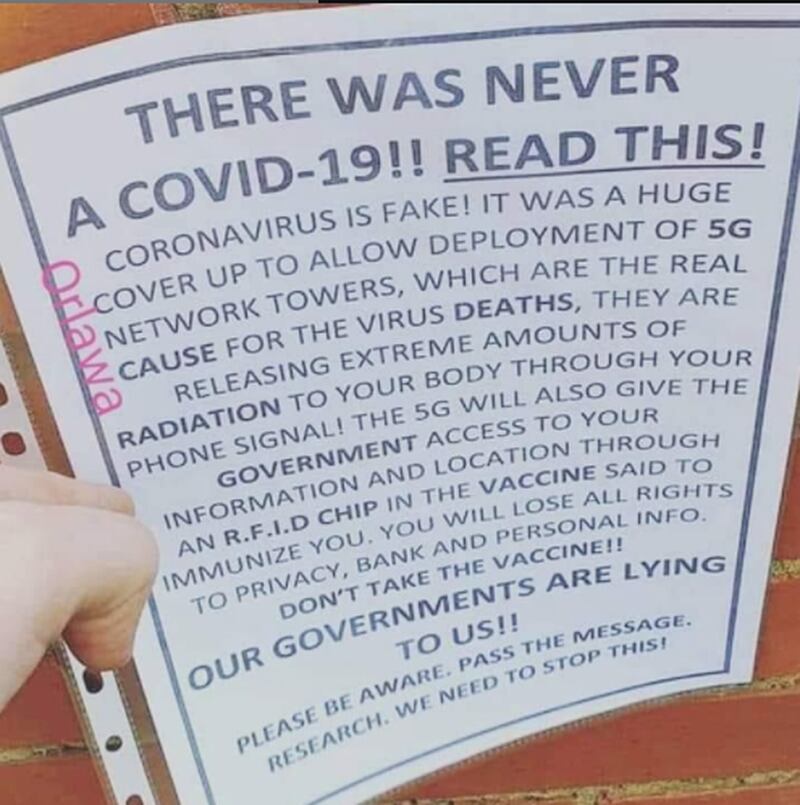 THERE WAS NEVER
A COVID-19!! READ THIS!
CORONAVIRUS IS FAKE! IT WAS A HUGE
COVER UP TO ALLOW DEPLOYMENT OF 5G
NETWORK TOWERS, WHICH ARE THE REAL
CAUSE FOR THE VIRUS DEATHS, THEY ARE
RELEASING EXTREME AMOUNTS OF
RADIATION TO YOUR BODY THROUGH YOUR
PHONE SIGNAL! THE 5G WILL ALSO GIVE THE
GOVERNMENT ACCESS TO YOUR
INFORMATION AND LOCATION THROUGH
AN R.F.I.D CHIP IN THE VACCINE SAID TO
IMMUNIZE YOU. YOU WILL LOSE ALL RIGHTS
TO PRIVACY, BANK AND PERSONAL INFO.
DON'T TAKE THE VACCINE!!
OUR GOVERNMENTS ARE LYING
TO US!!
PLEASE BE AWARE. PASS THE MESSAGE.
RESEARCH. WE NEED TO STOP THIS!
Orlawa